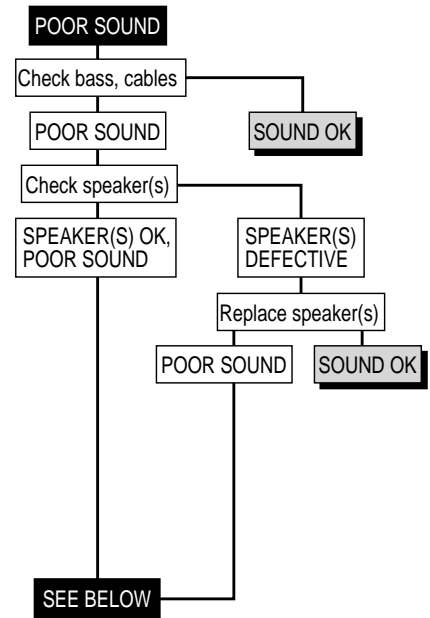 POOR SOUND
Check bass, cables
POOR SOUND
SOUND OK
Check speaker(s)
SPEAKER(S) OK,
POOR SOUND
SPEAKER(S)
DEFECTIVE
Replace speaker(s)
POOR SOUND
SOUND OK
SEE BELOW